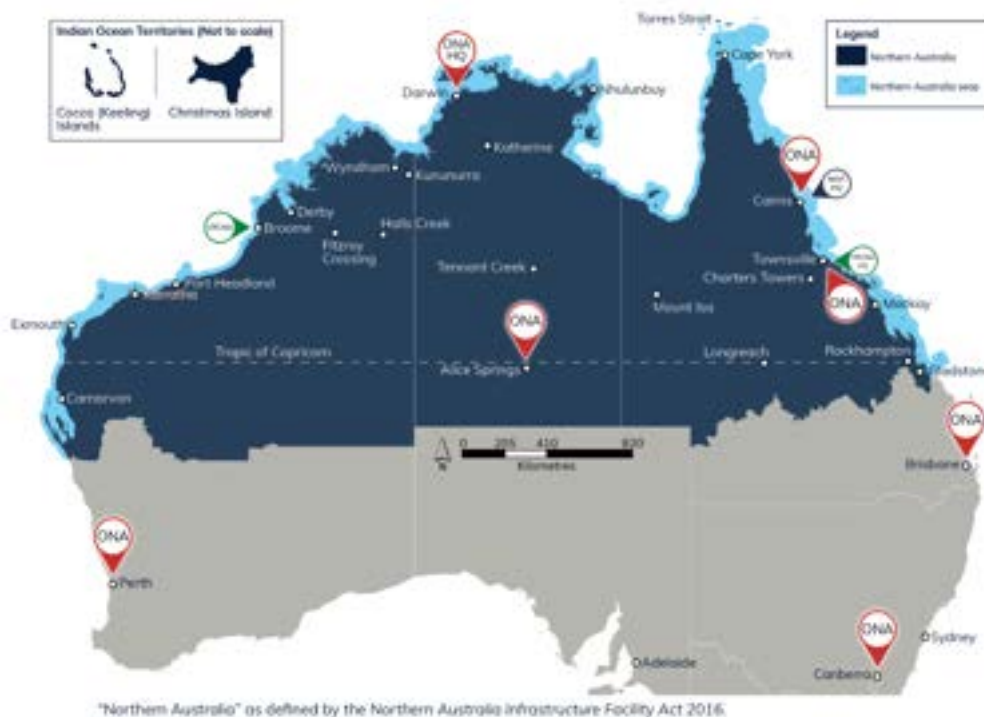 Indian Ocean Territories (Not to scale)
Cocos (Keeling)
Islands
Christmas Island
Torres Strait
Legend
Northern Australia
Northern Australia seas
ONA
HQ
Darwin
Nhulunbuy
Cape York
Katherine
Wyndham
Kununurra
ONA
Cairns
Derby
Broome
Halls Creek
Fitzroy
Crossing
Tennant Creek
Townsville
Charters Towers
ONA
Port Headland
Karratha
Mount Isa
Mackay
Exmouth
ONA
Tropic of Capricorn
Longreach
Rockhampton
Alice Springs
Gladstone
Carnarvon
ONA
0 205 410 820
Kilometres
N
Brisbane
ONA
Perth
ONA
Sydney
Adelaide
Canberra
"Northern Australia" as defined by the Northern Australia Infrastructure Facility Act 2016.